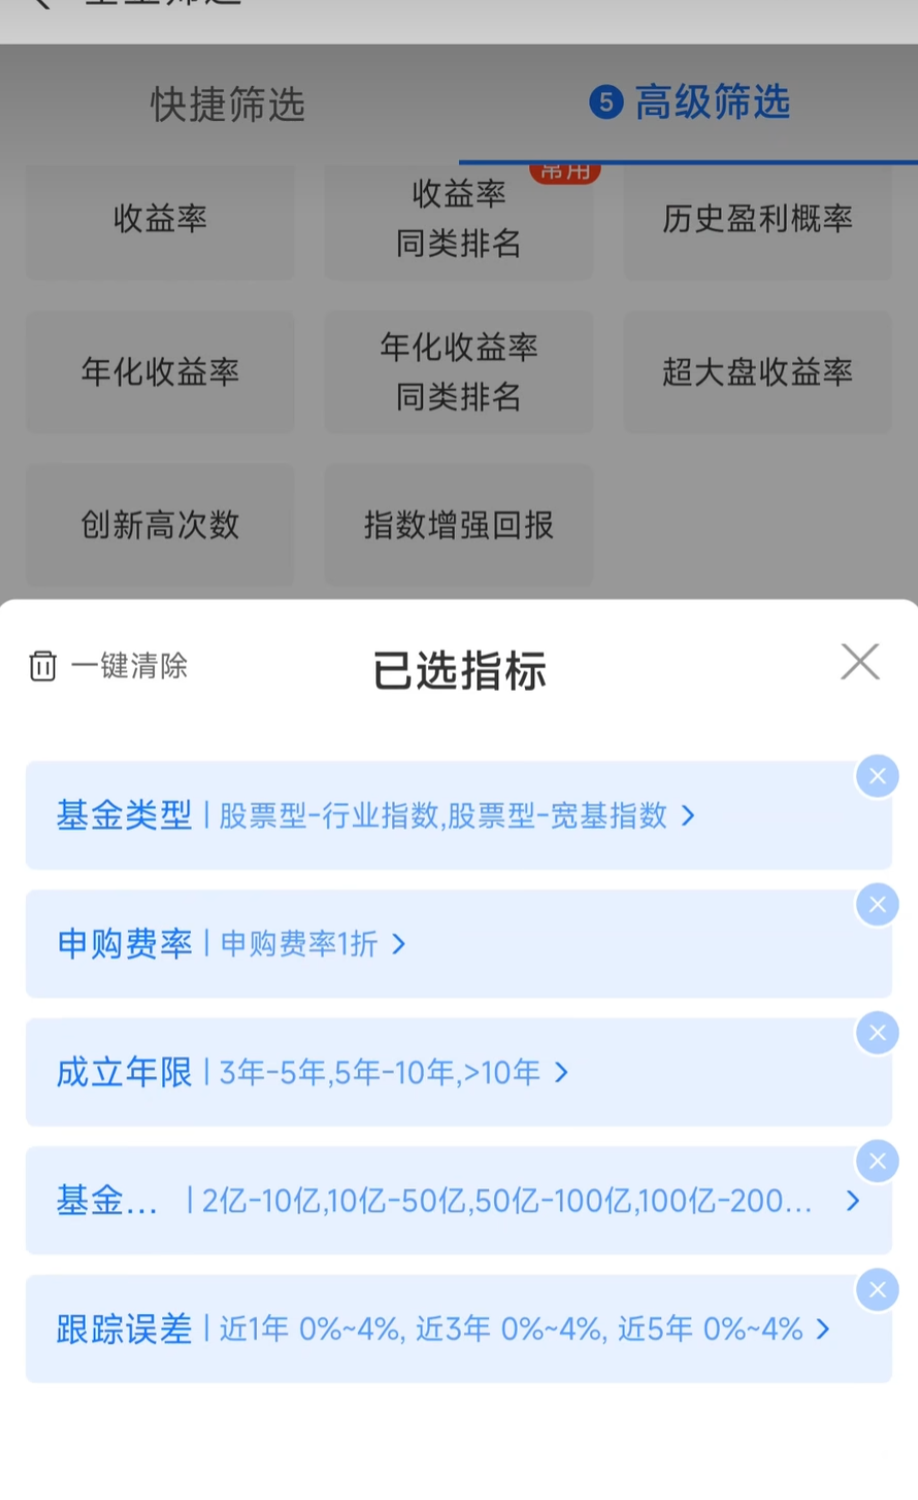 快捷筛选
5 高级筛选
常用
收益率
收益率
同类排名
历史盈利概率
年化收益率
年化收益率
同类排名
超大盘收益率
创新高次数
指数增强回报
一键清除
已选指标
基金类型|股票型-行业指数,股票型-宽基指数 >
申购费率|申购费率1折 >
成立年限|3年-5年,5年-10年,>10年 >
基金... |2亿-10亿,10亿-50亿,50亿-100亿,100亿-200... >
跟踪误差|近1年 0%~4%, 近3年 0%~4%, 近5年 0%~4% >